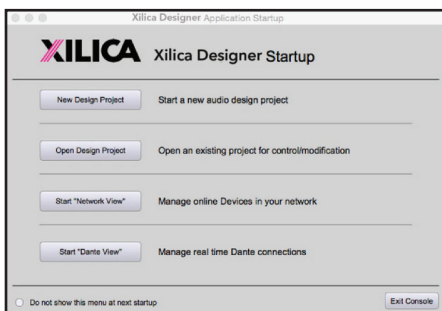 Xilica Designer Application Startup
XILICA Xilica Designer Startup
New Design Project Start a new audio design project
Open Design Project Open an existing project for control/modification
Start "Network View" Manage online Devices in your network
Start "Dante View" Manage real time Dante connections
Do not show this menu at next startup Exit Console